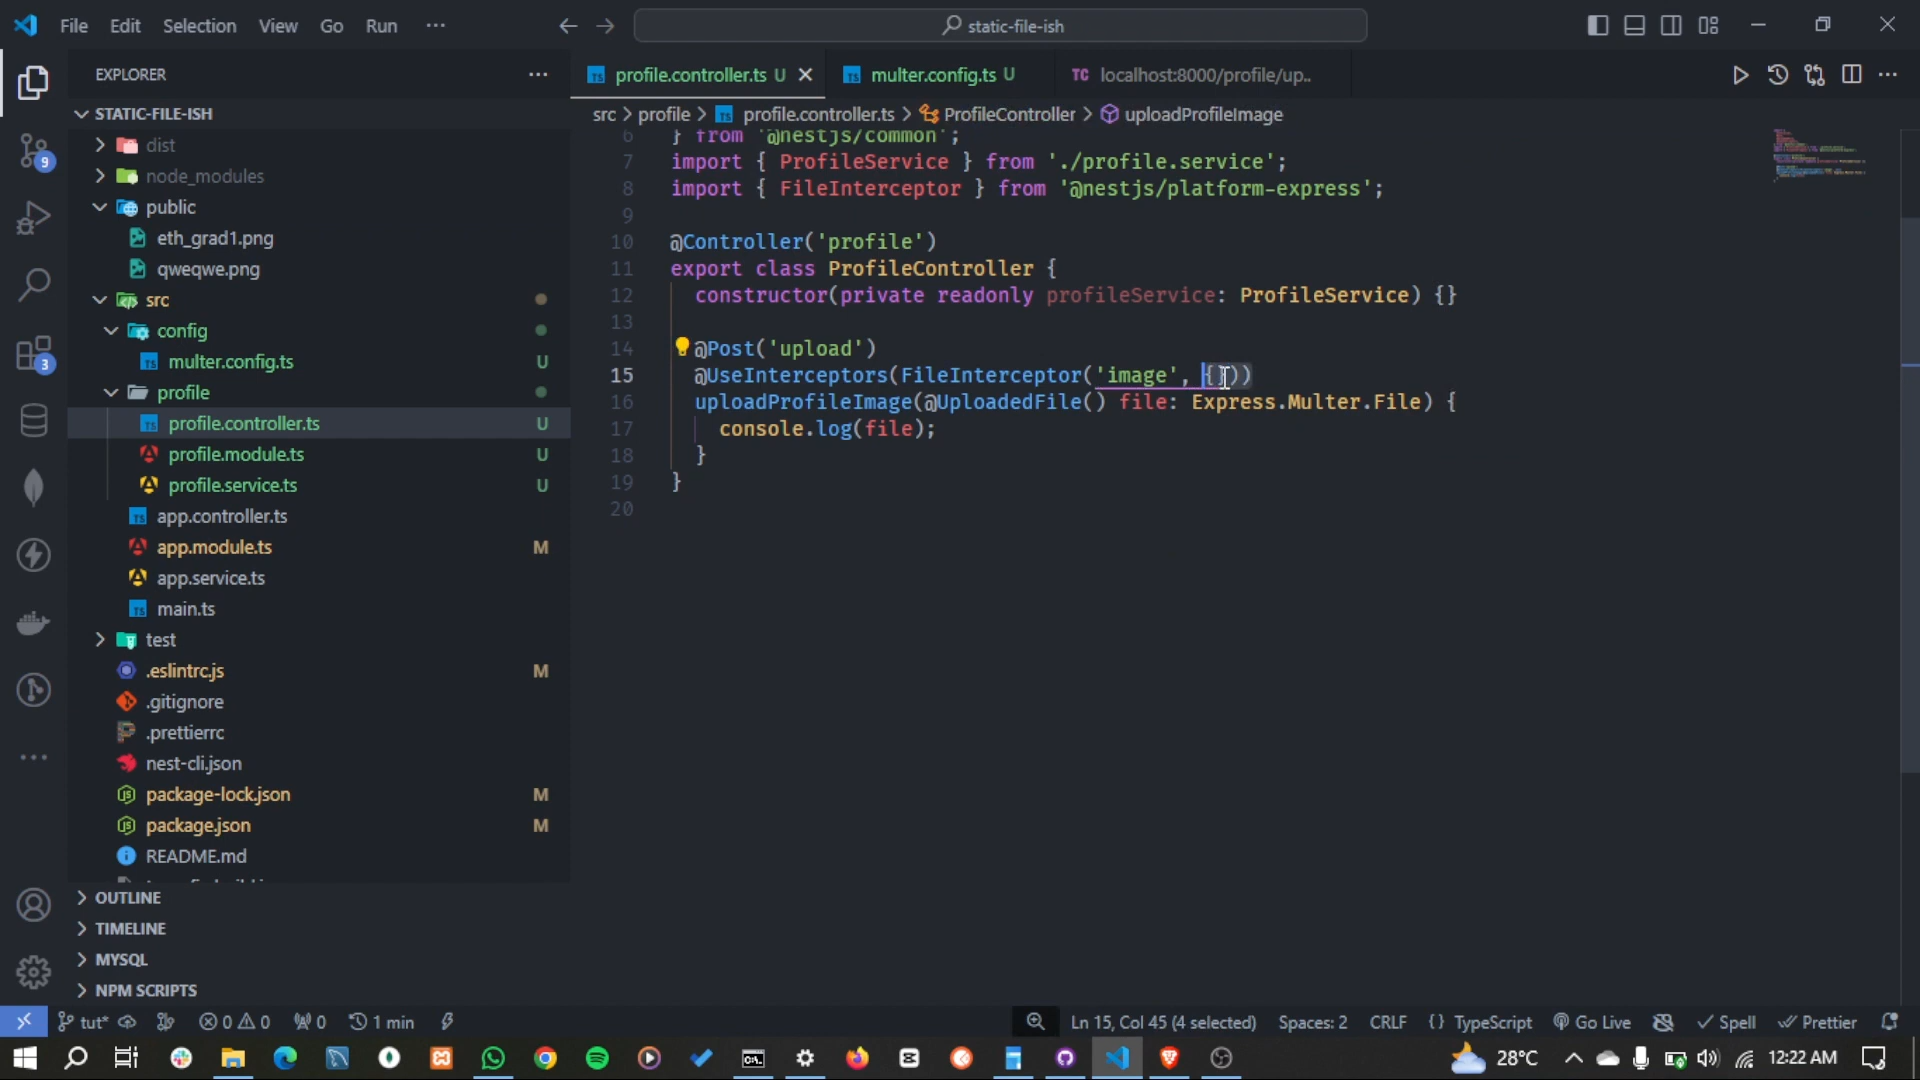 File Edit Selection View Go Run ···
static-file-ish
EXPLORER
profile.controller.ts U
multer.config.ts U
TC localhost:8000/profile/up..
STATIC-FILE-ISH
src > profile > TS profile.controller.ts > ProfileController > uploadProfileImage
dist
node_modules
public
eth_grad1.png
qweqwe.png
src
config
multer.config.ts U
profile
profile.controller.ts U
profile.module.ts U
profile.service.ts U
app.controller.ts
app.module.ts M
app.service.ts
main.ts
test
.eslintrc.js M
.gitignore
.prettierrc
nest-cli.json
package-lock.json M
package.json M
README.md
OUTLINE
TIMELINE
MYSQL
NPM SCRIPTS
9
3
6 } from '@nestjs/common';
7 import { ProfileService } from './profile.service';
8 import { FileInterceptor } from '@nestjs/platform-express';
9
10 @Controller('profile')
11 export class ProfileController {
12 constructor(private readonly profileService: ProfileService) {}
13
14 @Post('upload')
15 @UseInterceptors(FileInterceptor('image', {}))
16 uploadProfileImage(@UploadedFile() file: Express.Multer.File) {
17 console.log(file);
18 }
19 }
20
tut* 0 0 0 1 min
Ln 15, Col 45 (4 selected) Spaces: 2 CRLF {} TypeScript Go Live Spell Prettier
28°C 12:22 AM